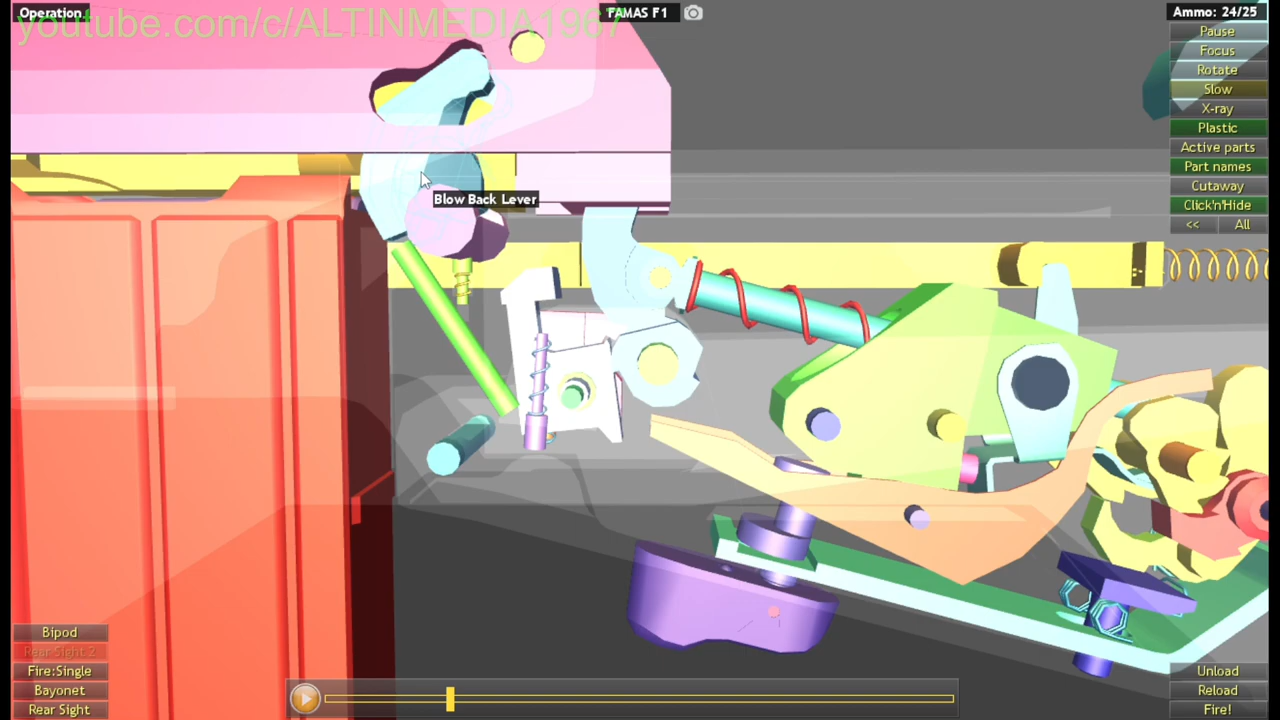 Operation
youtube.com/c/ALTINMEDIA1967
FAMAS F1
Ammo: 24/25
Pause
Focus
Rotate
Slow
X-ray
Plastic
Active parts
Part names
Cutaway
Click'n'Hide
<< All
Blow Back Lever
Bipod
Rear Sight 2
Fire:Single
Bayonet
Rear Sight
Unload
Reload
Fire!